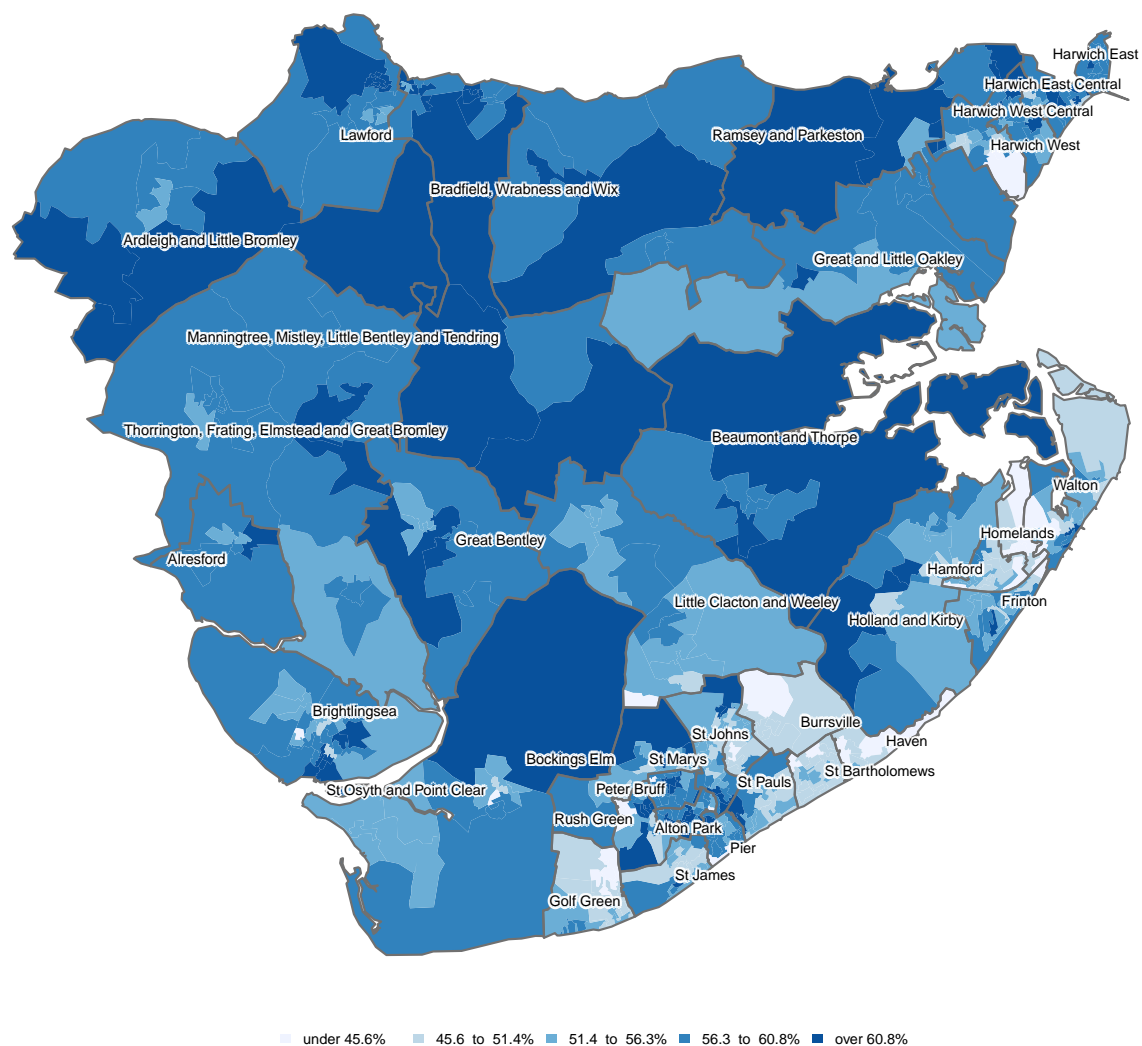 Harwich East
Harwich East Central
Harwich West Central
Lawford
Ramsey and Parkeston
Harwich West
Bradfield, Wrabness and Wix
Ardleigh and Little Bromley
Great and Little Oakley
Manningtree, Mistley, Little Bentley and Tendring
Thorrington, Frating, Elmstead and Great Bromley
Beaumont and Thorpe
Walton
Homelands
Great Bentley
Alresford
Hamford
Little Clacton and Weeley
Frinton
Holland and Kirby
Brightlingsea
Burrsville
St Johns
Haven
Bockings Elm
St Marys
St Bartholomews
St Pauls
St Osyth and Point Clear
Peter Bruff
Rush Green
Alton Park
Pier
St James
Golf Green
under 45.6% 45.6 to 51.4% 51.4 to 56.3% 56.3 to 60.8% over 60.8%